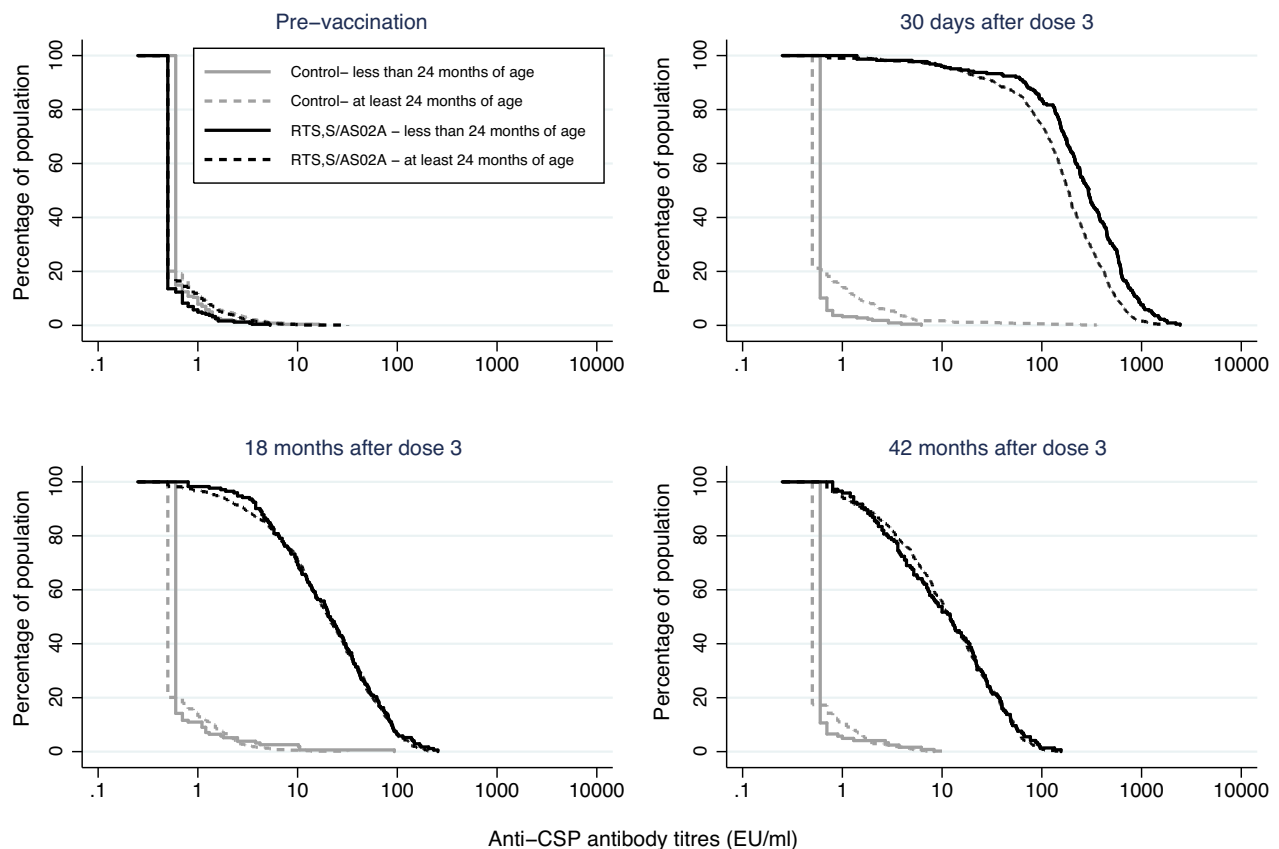 Pre−vaccination
Percentage of population
0 20 40 60 80 100
Control− less than 24 months of age
Control− at least 24 months of age
RTS,S/AS02A − less than 24 months of age
RTS,S/AS02A − at least 24 months of age
.1 1 10 100 1000 10000
30 days after dose 3
Percentage of population
0 20 40 60 80 100
.1 1 10 100 1000 10000
18 months after dose 3
Percentage of population
0 20 40 60 80 100
.1 1 10 100 1000 10000
42 months after dose 3
Percentage of population
0 20 40 60 80 100
.1 1 10 100 1000 10000
Anti−CSP antibody titres (EU/ml)